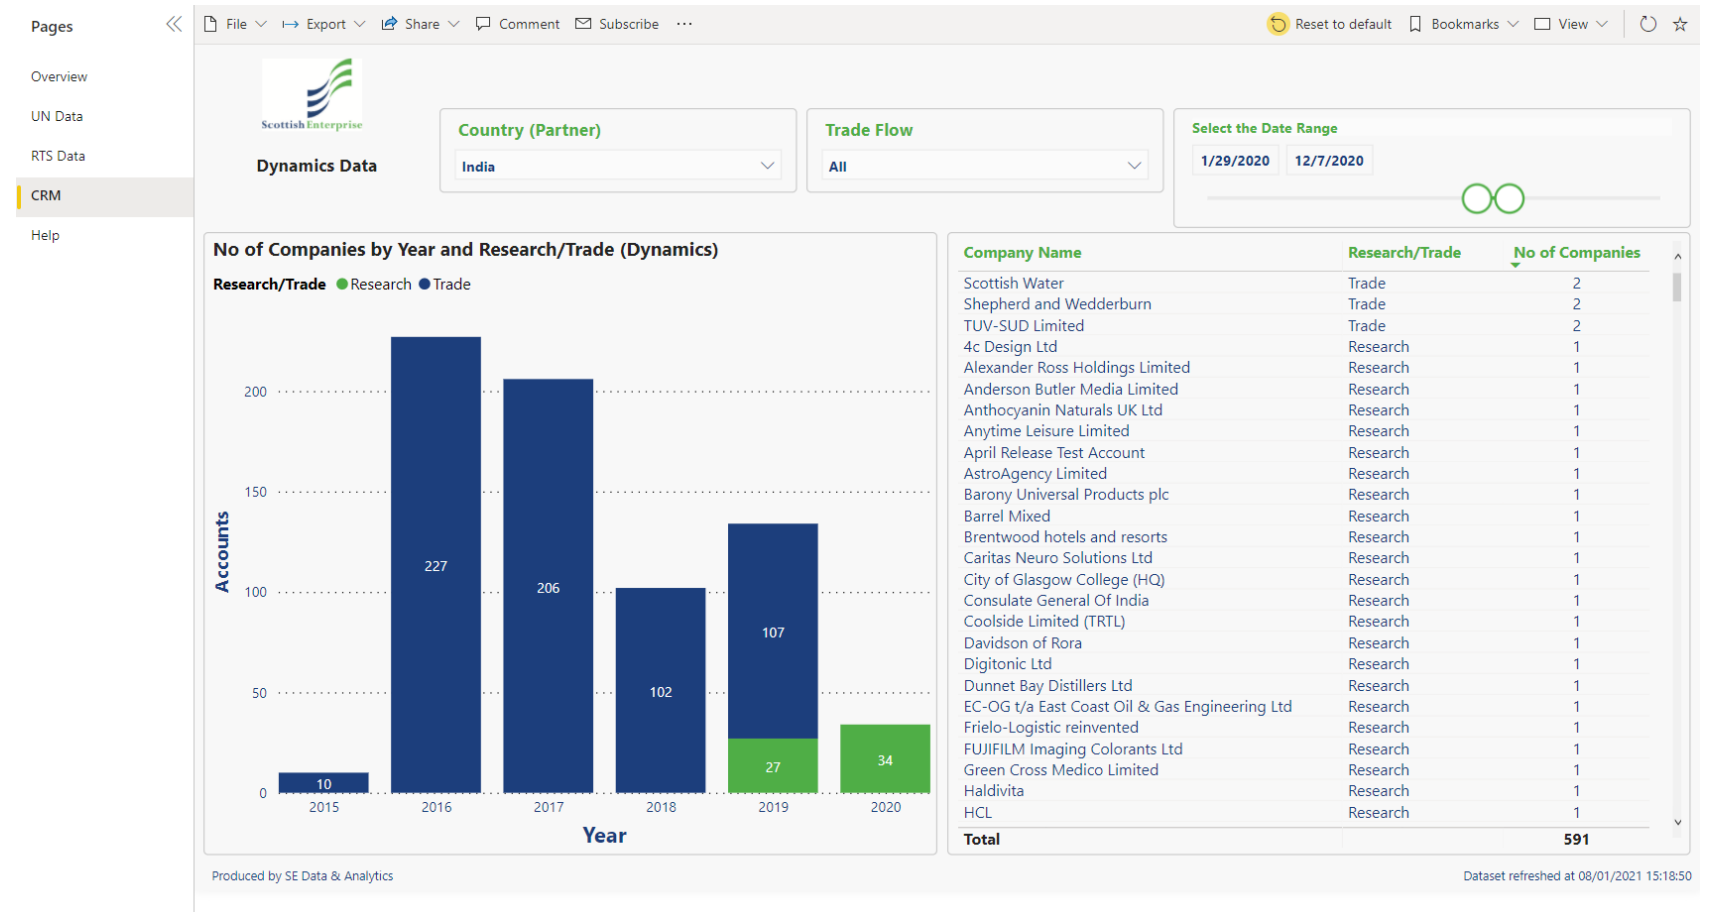 Pages
File
Export
Share
Comment
Subscribe
Reset to default
Bookmarks
View
Overview
UN Data
RTS Data
CRM
Help
Scottish Enterprise
Dynamics Data
Country (Partner)
India
Trade Flow
All
Select the Date Range
1/29/2020 12/7/2020
No of Companies by Year and Research/Trade (Dynamics)
Research/Trade Research Trade
Accounts
200
150
100
50
0
10
227
206
102
107
27
34
2015 2016 2017 2018 2019 2020
Year
Company Name Research/Trade No of Companies
Scottish Water Trade 2
Shepherd and Wedderburn Trade 2
TUV-SUD Limited Trade 2
4c Design Ltd Research 1
Alexander Ross Holdings Limited Research 1
Anderson Butler Media Limited Research 1
Anthocyanin Naturals UK Ltd Research 1
Anytime Leisure Limited Research 1
April Release Test Account Research 1
AstroAgency Limited Research 1
Barony Universal Products plc Research 1
Barrel Mixed Research 1
Brentwood hotels and resorts Research 1
Caritas Neuro Solutions Ltd Research 1
City of Glasgow College (HQ) Research 1
Consulate General Of India Research 1
Coolside Limited (TRTL) Research 1
Davidson of Rora Research 1
Digitonic Ltd Research 1
Dunnet Bay Distillers Ltd Research 1
EC-OG t/a East Coast Oil & Gas Engineering Ltd Research 1
Frielo-Logistic reinvented Research 1
FUJIFILM Imaging Colorants Ltd Research 1
Green Cross Medico Limited Research 1
Haldivita Research 1
HCL Research 1
Total 591
Produced by SE Data & Analytics
Dataset refreshed at 08/01/2021 15:18:50